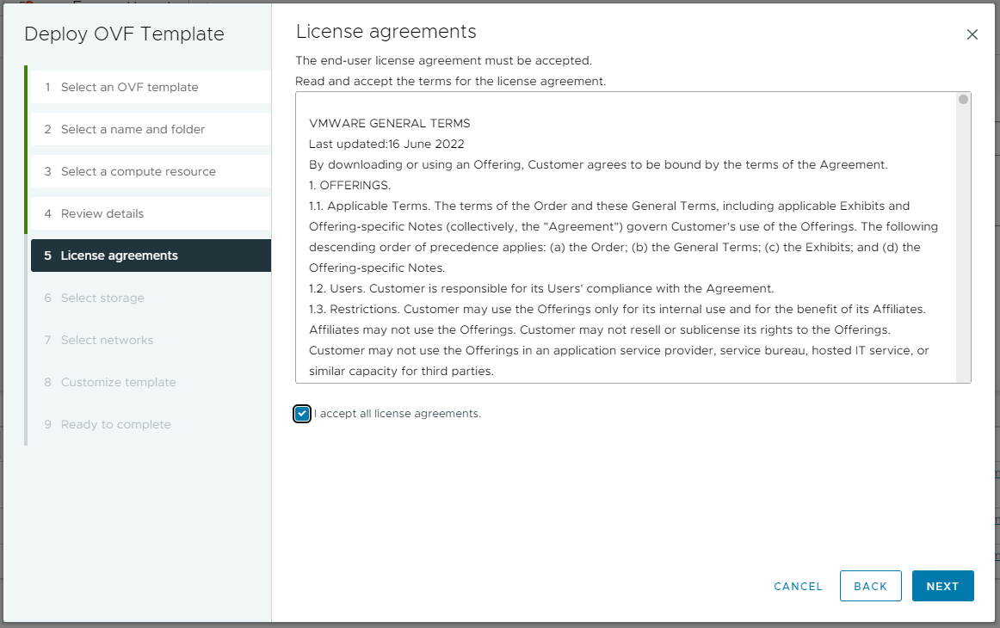 Deploy OVF Template
1 Select an OVF template
2 Select a name and folder
3 Select a compute resource
4 Review details
5 License agreements
6 Select storage
7 Select networks
8 Customize template
9 Ready to complete
License agreements
The end-user license agreement must be accepted.
Read and accept the terms for the license agreement.
VMWARE GENERAL TERMS
Last updated:16 June 2022
By downloading or using an Offering, Customer agrees to be bound by the terms of the Agreement.
1. OFFERINGS.
1.1. Applicable Terms. The terms of the Order and these General Terms, including applicable Exhibits and
Offering-specific Notes (collectively, the "Agreement") govern Customer's use of the Offerings. The following
descending order of precedence applies: (a) the Order; (b) the General Terms; (c) the Exhibits; and (d) the
Offering-specific Notes.
1.2. Users. Customer is responsible for its Users' compliance with the Agreement.
1.3. Restrictions. Customer may use the Offerings only for its internal use and for the benefit of its Affiliates.
Affiliates may not use the Offerings. Customer may not resell or sublicense its rights to the Offerings.
Customer may not use the Offerings in an application service provider, service bureau, hosted IT service, or
similar capacity for third parties.
I accept all license agreements.
CANCEL
BACK
NEXT